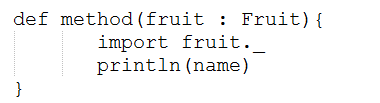 def method(fruit : Fruit){
import fruit._
println(name)
}